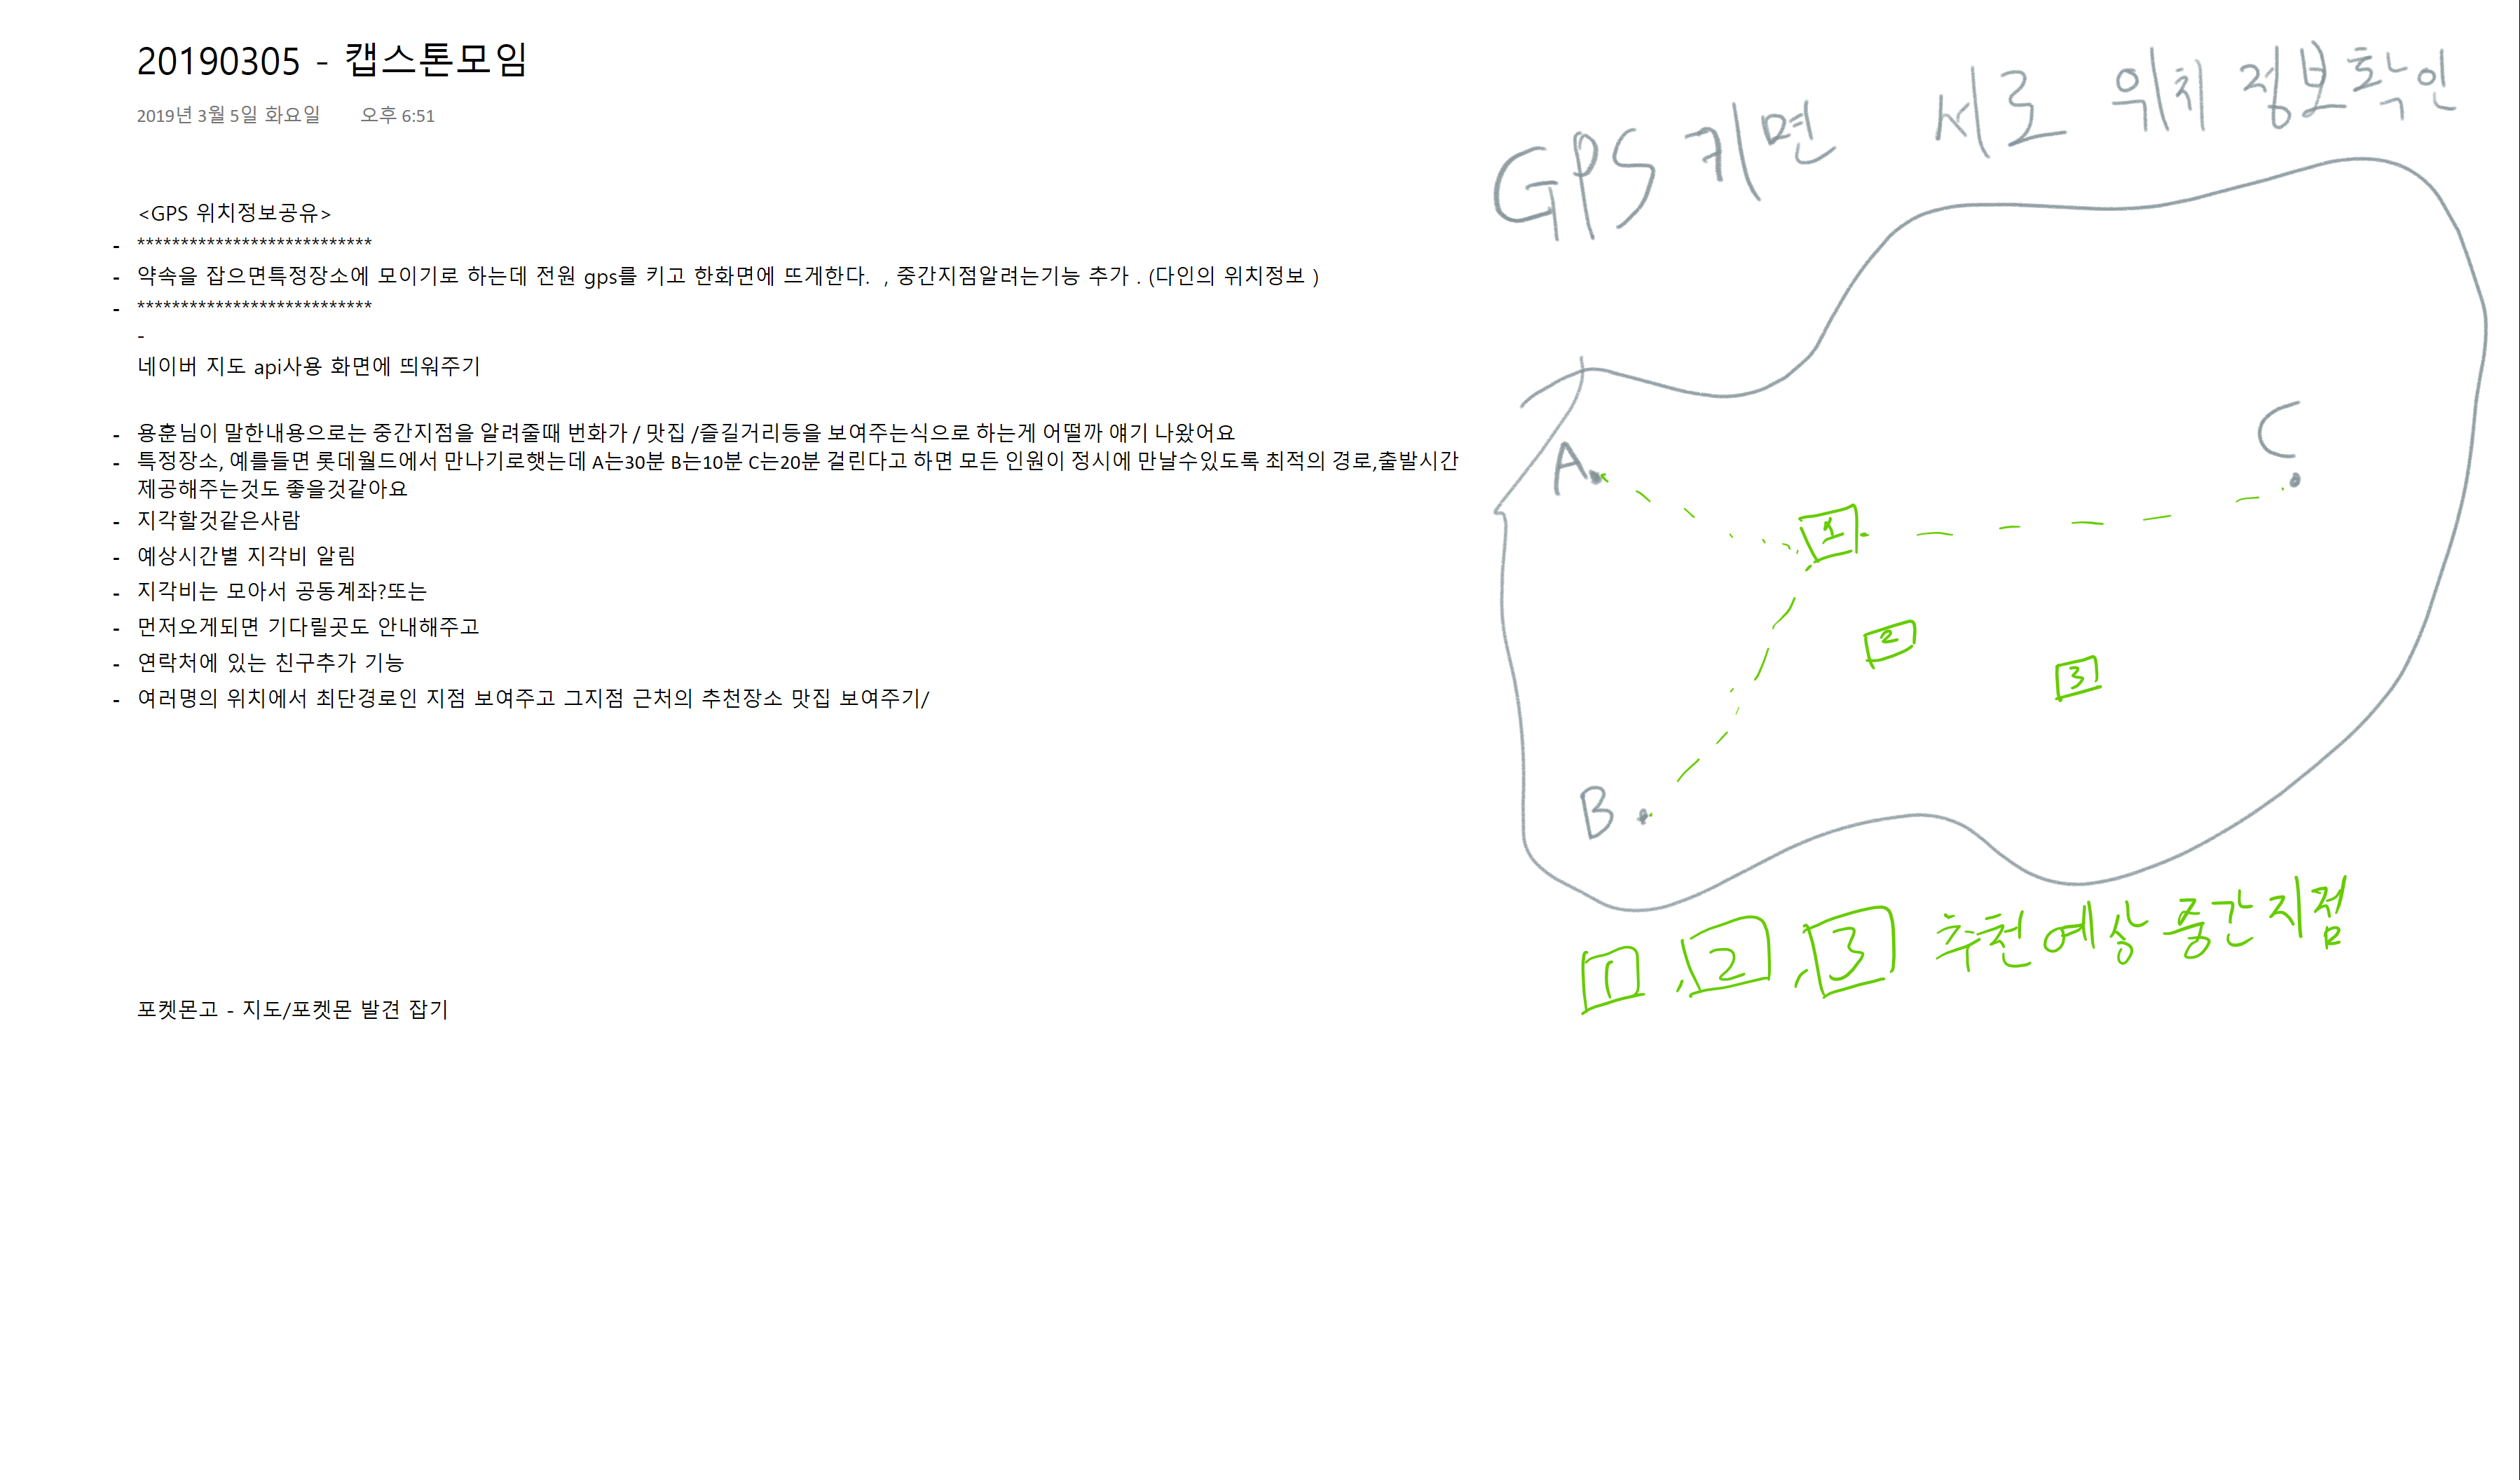 20190305 - 캡스톤모임
2019년 3월 5일 화요일 오후 6:51
<GPS 위치정보공유>
- ***************************
- 약속을 잡으면특정장소에 모이기로 하는데 전원 gps를 키고 한화면에 뜨게한다. , 중간지점알려는기능 추가 . (다인의 위치정보 )
- ***************************
-
네이버 지도 api사용 화면에 띄워주기
- 용훈님이 말한내용으로는 중간지점을 알려줄때 번화가 / 맛집 /즐길거리등을 보여주는식으로 하는게 어떨까 얘기 나왔어요
- 특정장소, 예를들면 롯데월드에서 만나기로햇는데 A는30분 B는10분 C는20분 걸린다고 하면 모든 인원이 정시에 만날수있도록 최적의 경로,출발시간
제공해주는것도 좋을것같아요
- 지각할것같은사람
- 예상시간별 지각비 알림
- 지각비는 모아서 공동계좌?또는
- 먼저오게되면 기다릴곳도 안내해주고
- 연락처에 있는 친구추가 기능
- 여러명의 위치에서 최단경로인 지점 보여주고 그지점 근처의 추천장소 맛집 보여주기/
포켓몬고 - 지도/포켓몬 발견 잡기
GPS 키면 서로 위치 정보확인
A
C
1
2
3
B
1, 2, 3 추천 예상 중간지점